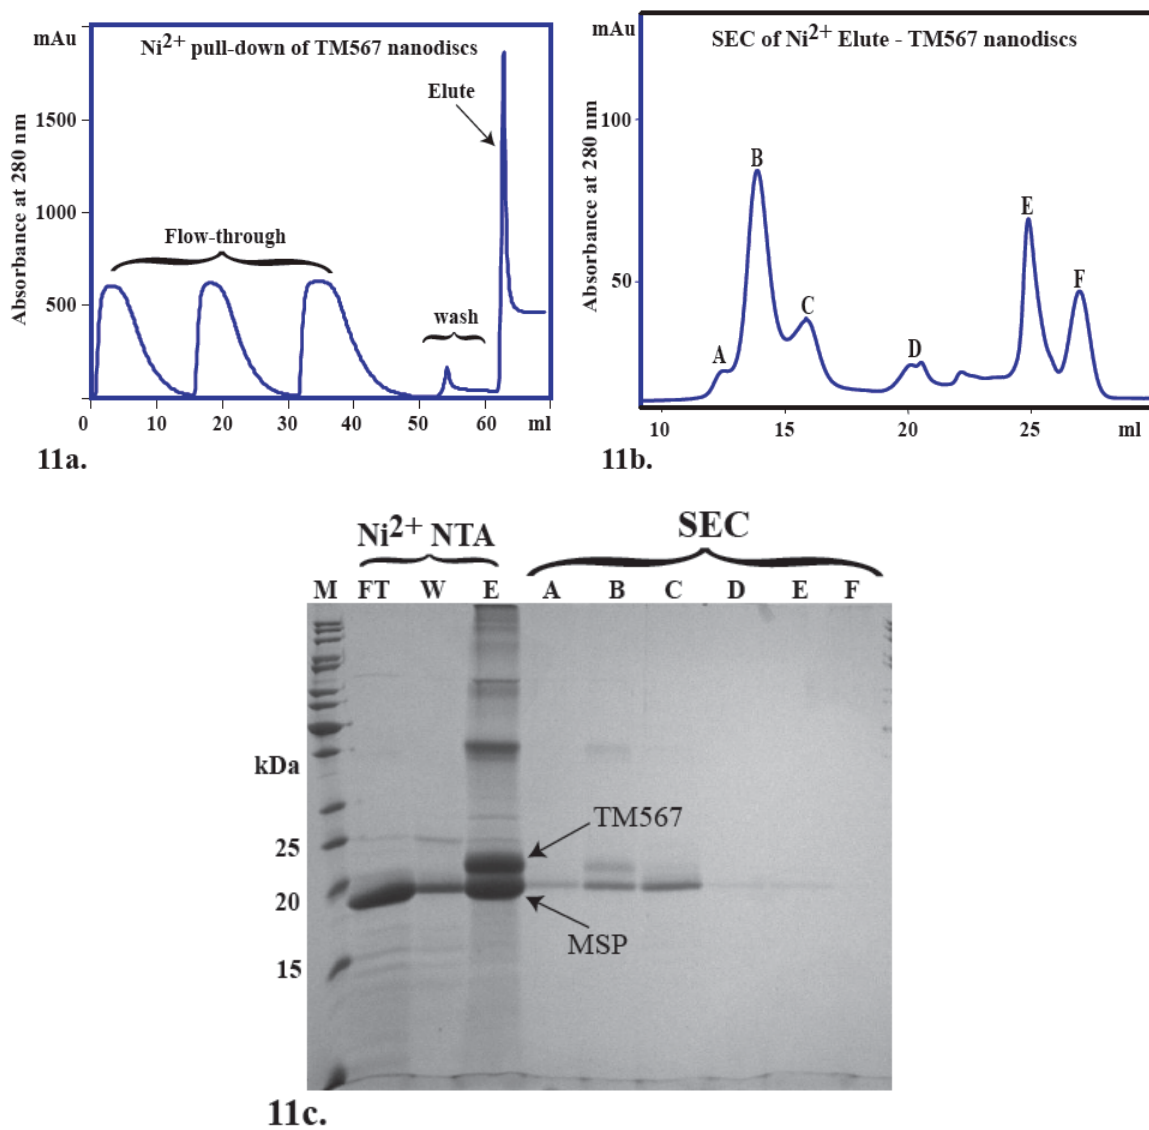 mAu
Ni2+ pull-down of TM567 nanodiscs
Elute
1500
1000
500
Flow-through
wash
Absorbance at 280 nm
0 10 20 30 40 50 60 ml
11a.
mAu
SEC of Ni2+ Elute - TM567 nanodiscs
100
50
Absorbance at 280 nm
A
B
C
D
E
F
10 15 20 25 ml
11b.
Ni2+ NTA
SEC
M FT W E A B C D E F
kDa
25
20
15
TM567
MSP
11c.